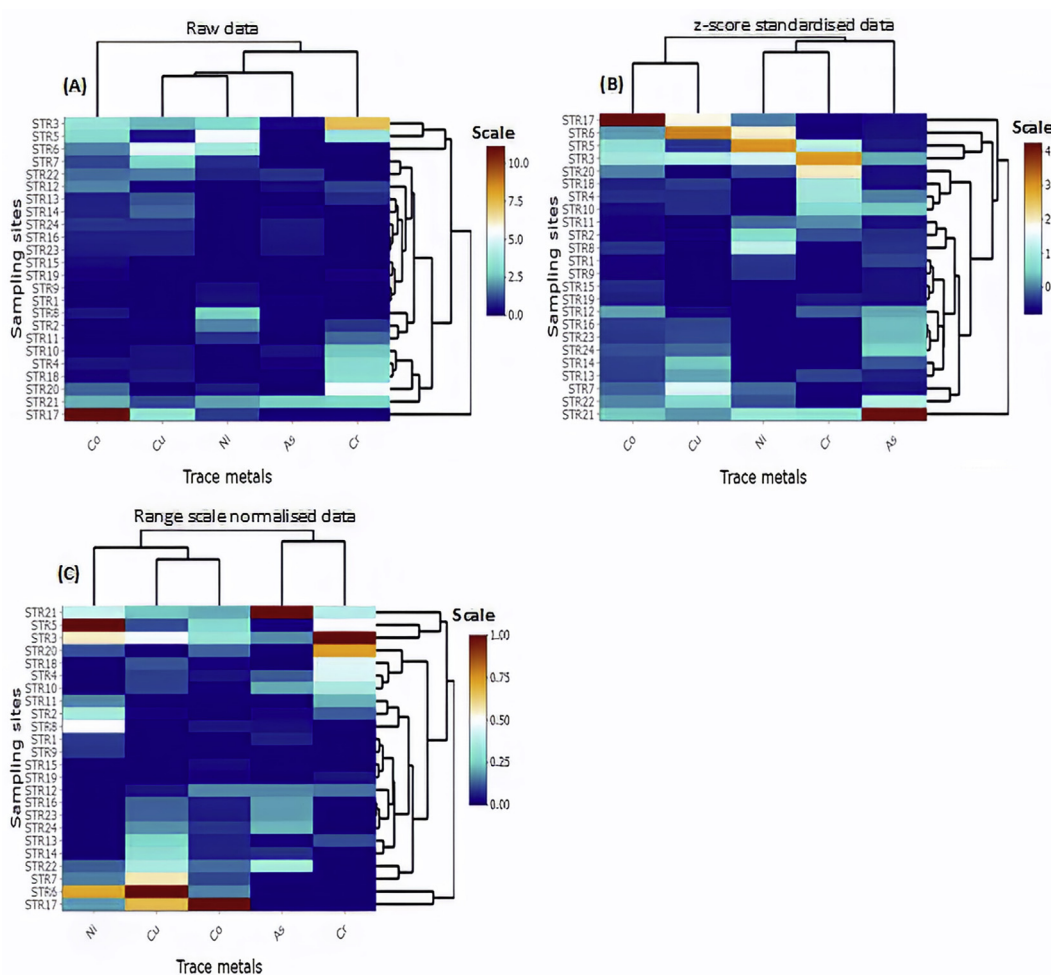 Raw data
(A)
STR3
STR5
STR6
STR7
STR22
STR12
STR13
STR14
STR24
STR16
STR23
STR15
STR19
STR9
STR1
STR8
STR2
STR11
STR10
STR4
STR18
STR20
STR21
STR17
Sampling sites
Co
Cu
Ni
As
Cr
Trace metals
Scale
10.0
7.5
5.0
2.5
0.0
z-score standardised data
(B)
STR17
STR6
STR5
STR3
STR20
STR18
STR4
STR10
STR11
STR2
STR8
STR1
STR9
STR15
STR19
STR12
STR16
STR23
STR24
STR14
STR13
STR7
STR22
STR21
Sampling sites
Co
Cu
Ni
Cr
As
Trace metals
Scale
4
3
2
1
0
Range scale normalised data
(C)
STR21
STR5
STR3
STR20
STR18
STR4
STR10
STR11
STR2
STR8
STR1
STR9
STR15
STR19
STR12
STR16
STR23
STR24
STR13
STR14
STR22
STR7
STR6
STR17
Sampling sites
Ni
Cu
Co
As
Cr
Trace metals
Scale
1.00
0.75
0.50
0.25
0.00